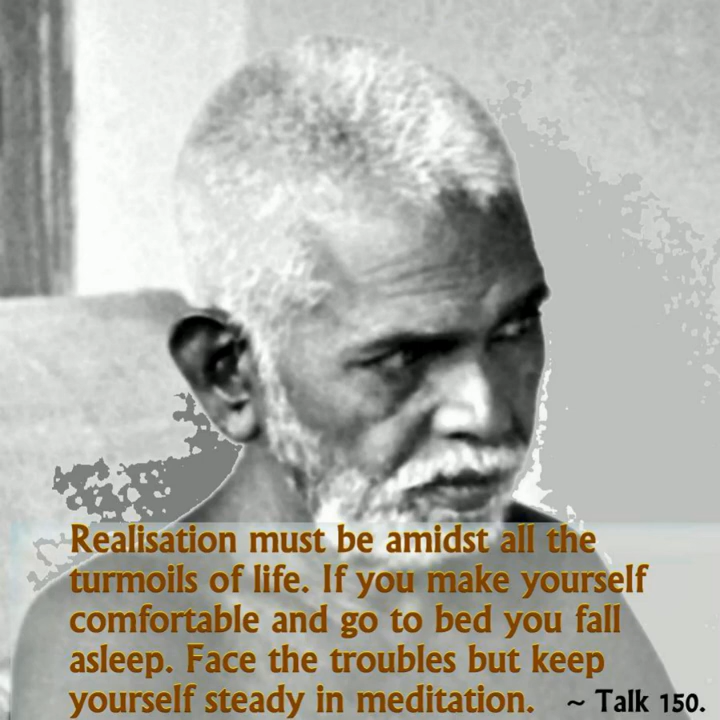 Realisation must be amidst all the
turmoils of life. If you make yourself
comfortable and go to bed you fall
asleep. Face the troubles but keep
yourself steady in meditation. ~ Talk 150.